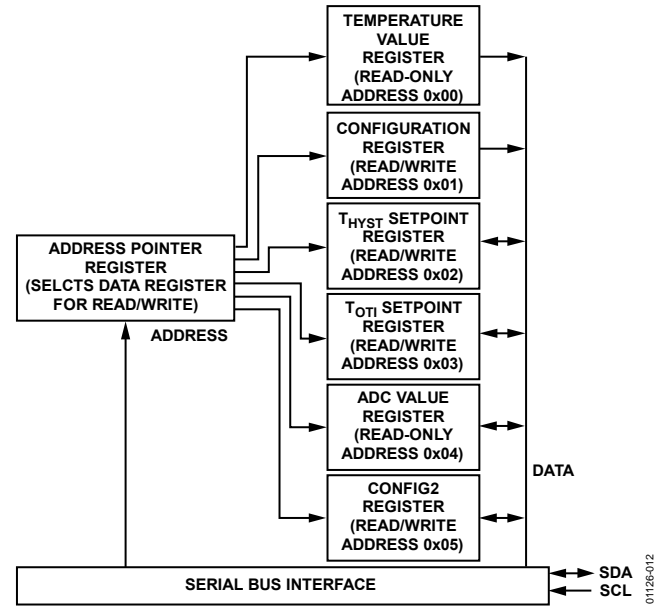 TEMPERATURE
VALUE
REGISTER
(READ-ONLY
ADDRESS 0x00)
CONFIGURATION
REGISTER
(READ/WRITE
ADDRESS 0x01)
THYST SETPOINT
REGISTER
(READ/WRITE
ADDRESS 0x02)
ADDRESS POINTER
REGISTER
(SELCTS DATA REGISTER
FOR READ/WRITE)
ADDRESS
TOTI SETPOINT
REGISTER
(READ/WRITE
ADDRESS 0x03)
ADC VALUE
REGISTER
(READ-ONLY
ADDRESS 0x04)
DATA
CONFIG2
REGISTER
(READ/WRITE
ADDRESS 0x05)
SERIAL BUS INTERFACE
SDA
SCL
01126-012